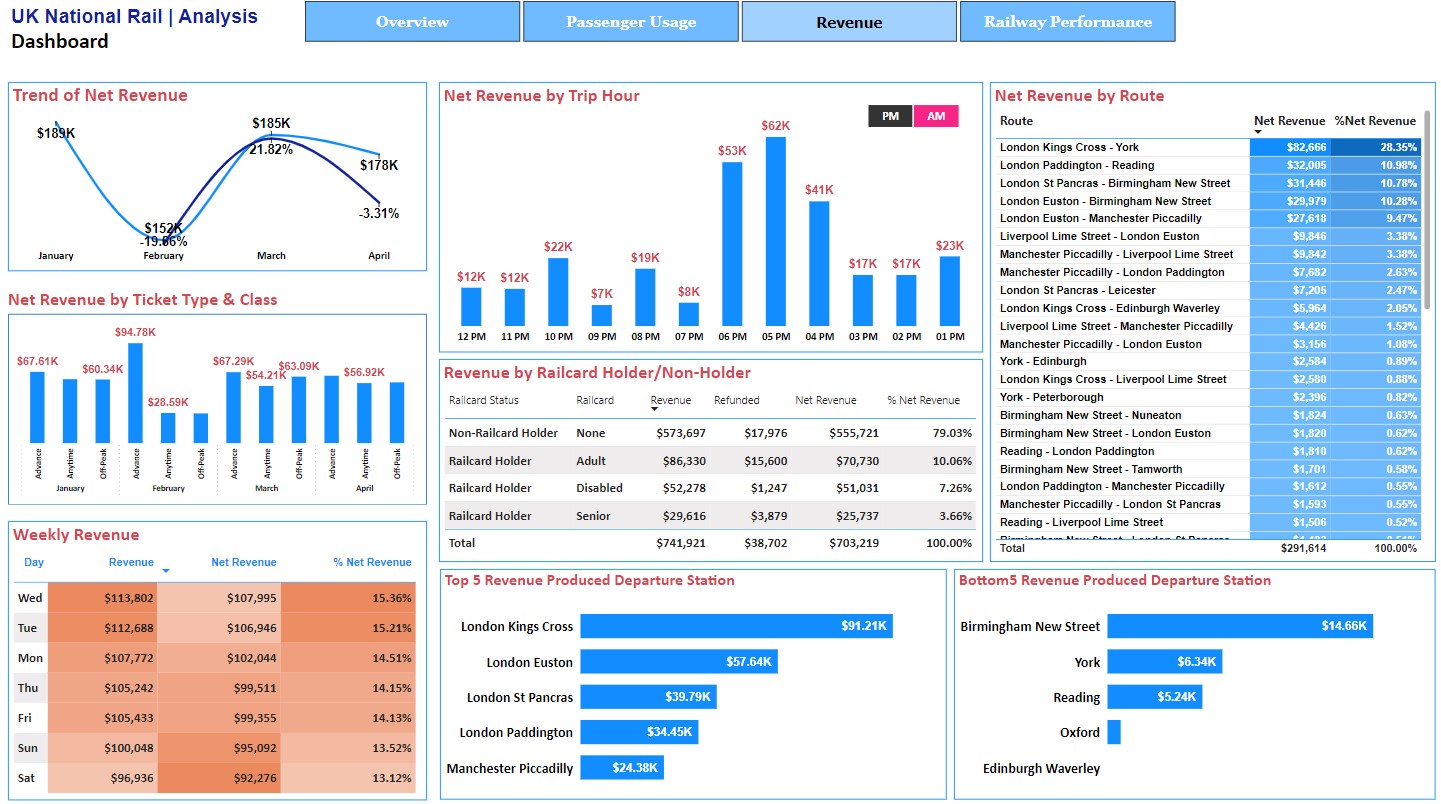 UK National Rail | Analysis
Dashboard
Overview
Passenger Usage
Revenue
Railway Performance
Trend of Net Revenue
$189K
$152K
-19.66%
$185K
21.82%
$178K
-3.31%
January February March April
Net Revenue by Ticket Type & Class
$67.61K $60.34K $94.78K $28.59K $67.29K $54.21K $63.09K $56.92K
Advance Anytime Off-Peak Advance Anytime Off-Peak Advance Anytime Off-Peak Advance Anytime Off-Peak
January February March April
Weekly Revenue
Day Revenue Net Revenue % Net Revenue
Wed $113,802 $107,995 15.36%
Tue $112,688 $106,946 15.21%
Mon $107,772 $102,044 14.51%
Thu $105,242 $99,511 14.15%
Fri $105,433 $99,355 14.13%
Sun $100,048 $95,092 13.52%
Sat $96,936 $92,276 13.12%
Net Revenue by Trip Hour
PM AM
$12K $12K $22K $7K $19K $8K $53K $62K $41K $17K $17K $23K
12 PM 11 PM 10 PM 09 PM 08 PM 07 PM 06 PM 05 PM 04 PM 03 PM 02 PM 01 PM
Revenue by Railcard Holder/Non-Holder
Railcard Status Railcard Revenue Refunded Net Revenue % Net Revenue
Non-Railcard Holder None $573,697 $17,976 $555,721 79.03%
Railcard Holder Adult $86,330 $15,600 $70,730 10.06%
Railcard Holder Disabled $52,278 $1,247 $51,031 7.26%
Railcard Holder Senior $29,616 $3,879 $25,737 3.66%
Total $741,921 $38,702 $703,219 100.00%
Net Revenue by Route
Route Net Revenue %Net Revenue
London Kings Cross - York $82,666 28.35%
London Paddington - Reading $32,005 10.98%
London St Pancras - Birmingham New Street $31,446 10.78%
London Euston - Birmingham New Street $29,979 10.28%
London Euston - Manchester Piccadilly $27,618 9.47%
Liverpool Lime Street - London Euston $9,846 3.38%
Manchester Piccadilly - Liverpool Lime Street $9,842 3.38%
Manchester Piccadilly - London Paddington $7,682 2.63%
London St Pancras - Leicester $7,205 2.47%
London Kings Cross - Edinburgh Waverley $5,964 2.05%
Liverpool Lime Street - Manchester Piccadilly $4,426 1.52%
Manchester Piccadilly - London Euston $3,156 1.08%
York - Edinburgh $2,584 0.89%
London Kings Cross - Liverpool Lime Street $2,580 0.88%
York - Peterborough $2,396 0.82%
Birmingham New Street - Nuneaton $1,824 0.63%
Birmingham New Street - London Euston $1,820 0.62%
Reading - London Paddington $1,810 0.62%
Birmingham New Street - Tamworth $1,701 0.58%
London Paddington - Manchester Piccadilly $1,612 0.55%
Manchester Piccadilly - London St Pancras $1,593 0.55%
Reading - Liverpool Lime Street $1,506 0.52%
Birmingham New Street - London St Pancras
Total $291,614 100.00%
Top 5 Revenue Produced Departure Station
London Kings Cross $91.21K
London Euston $57.64K
London St Pancras $39.79K
London Paddington $34.45K
Manchester Piccadilly $24.38K
Bottom5 Revenue Produced Departure Station
Birmingham New Street $14.66K
York $6.34K
Reading $5.24K
Oxford
Edinburgh Waverley